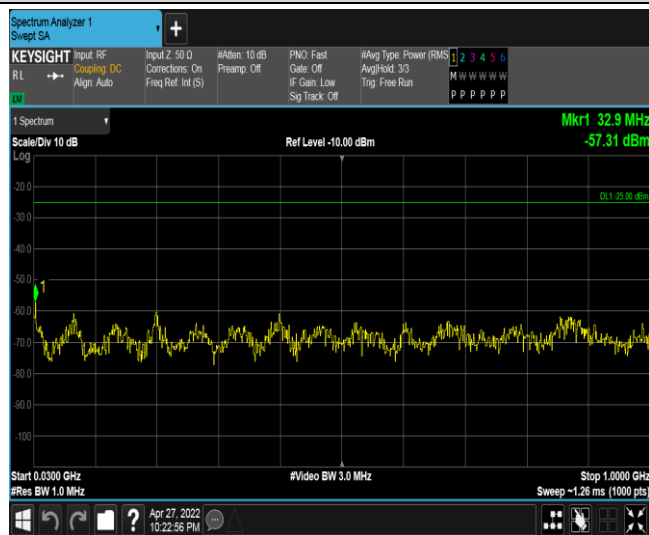 Spectrum Analyzer 1
Swept SA
+
KEYSIGHT
RL
LXI
Input: RF
Coupling: DC
Align: Auto
Input Z: 50 Ω
Corrections: On
Freq Ref: Int (S)
#Atten: 10 dB
Preamp: Off
PNO: Fast
Gate: Off
IF Gain: Low
Sig Track: Off
#Avg Type: Power (RMS
Avg|Hold: 3/3
Trig: Free Run
1 2 3 4 5 6
M W W W W W
P P P P P P
1 Spectrum
Scale/Div 10 dB
Log
Ref Level -10.00 dBm
Mkr1 32.9 MHz
-57.31 dBm
DL1 -25.00 dBm
-20.0
-30.0
-40.0
-50.0
1
-60.0
-70.0
-80.0
-90.0
-100
Start 0.0300 GHz
#Res BW 1.0 MHz
#Video BW 3.0 MHz
Stop 1.0000 GHz
Sweep ~1.26 ms (1000 pts)
?
Apr 27, 2022
10:22:56 PM